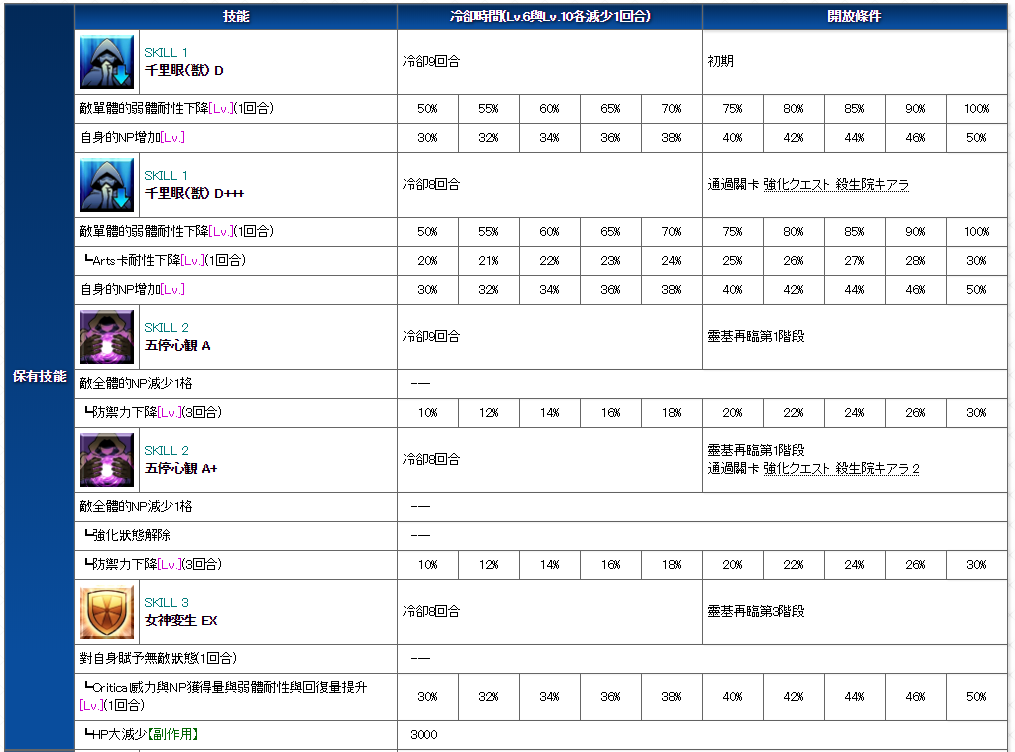 技能 冷卻時間(Lv.6與Lv.10各減少1回合) 開放條件
保有技能
SKILL 1
千里眼(獣) D
冷卻9回合
初期
敵單體的弱體耐性下降[Lv.](1回合) 50% 55% 60% 65% 70% 75% 80% 85% 90% 100%
自身的NP增加[Lv.] 30% 32% 34% 36% 38% 40% 42% 44% 46% 50%
SKILL 1
千里眼(獣) D+++
冷卻8回合
通過關卡 強化クエスト 殺生院キアラ
敵單體的弱體耐性下降[Lv.](1回合) 50% 55% 60% 65% 70% 75% 80% 85% 90% 100%
┗Arts卡耐性下降[Lv.](1回合) 20% 21% 22% 23% 24% 25% 26% 27% 28% 30%
自身的NP增加[Lv.] 30% 32% 34% 36% 38% 40% 42% 44% 46% 50%
SKILL 2
五停心観 A
冷卻9回合
靈基再臨第1階段
敵全體的NP減少1格 ----
┗防禦力下降[Lv.](3回合) 10% 12% 14% 16% 18% 20% 22% 24% 26% 30%
SKILL 2
五停心観 A+
冷卻8回合
靈基再臨第1階段
通過關卡 強化クエスト 殺生院キアラ 2
敵全體的NP減少1格 ----
┗強化狀態解除 ----
┗防禦力下降[Lv.](3回合) 10% 12% 14% 16% 18% 20% 22% 24% 26% 30%
SKILL 3
女神変生 EX
冷卻8回合
靈基再臨第3階段
對自身賦予無敵狀態(1回合) ----
┗Critical威力與NP獲得量與弱體耐性與回復量提升
[Lv.](1回合) 30% 32% 34% 36% 38% 40% 42% 44% 46% 50%
┗HP大減少【副作用】 3000